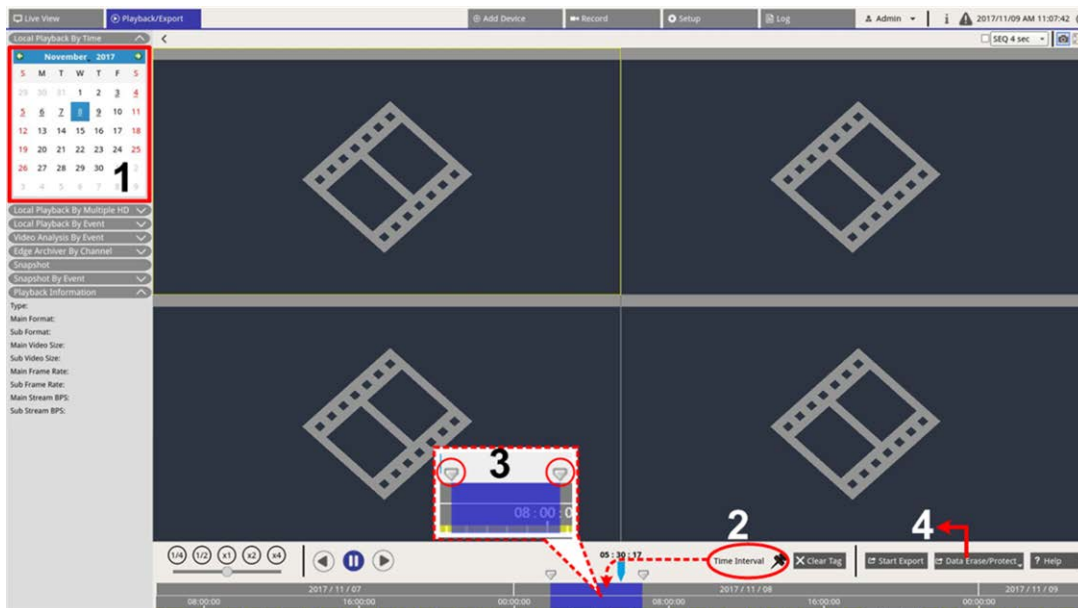 Live View
Playback/Export
Add Device
Record
Setup
Log
Admin
2017/11/09 AM 11:07:42
Local Playback By Time
SEQ 4 sec
November, 2017
S M T W T F S
29 30 31 1 2 3 4
5 6 7 8 9 10 11
12 13 14 15 16 17 18
19 20 21 22 23 24 25
26 27 28 29 30 2
3 4 5 6 7 9
1
Local Playback By Multiple HD
Local Playback By Event
Video Analysis By Event
Edge Archiver By Channel
Snapshot
Snapshot By Event
Playback Information
Type:
Main Format:
Sub Format:
Main Video Size:
Sub Video Size:
Main Frame Rate:
Sub Frame Rate:
Main Stream BPS:
Sub Stream BPS:
3
08 : 00 : 0
2
4
1/4 1/2 x1 x2 x4
05 : 30 : 17
Time Interval
Clear Tag
Start Export
Data Erase/Protect
? Help
2017 / 11 / 07
2017 / 11 / 08
2017 / 11 / 09
08:00:00 16:00:00 00:00:00 08:00:00 16:00:00 00:00:00